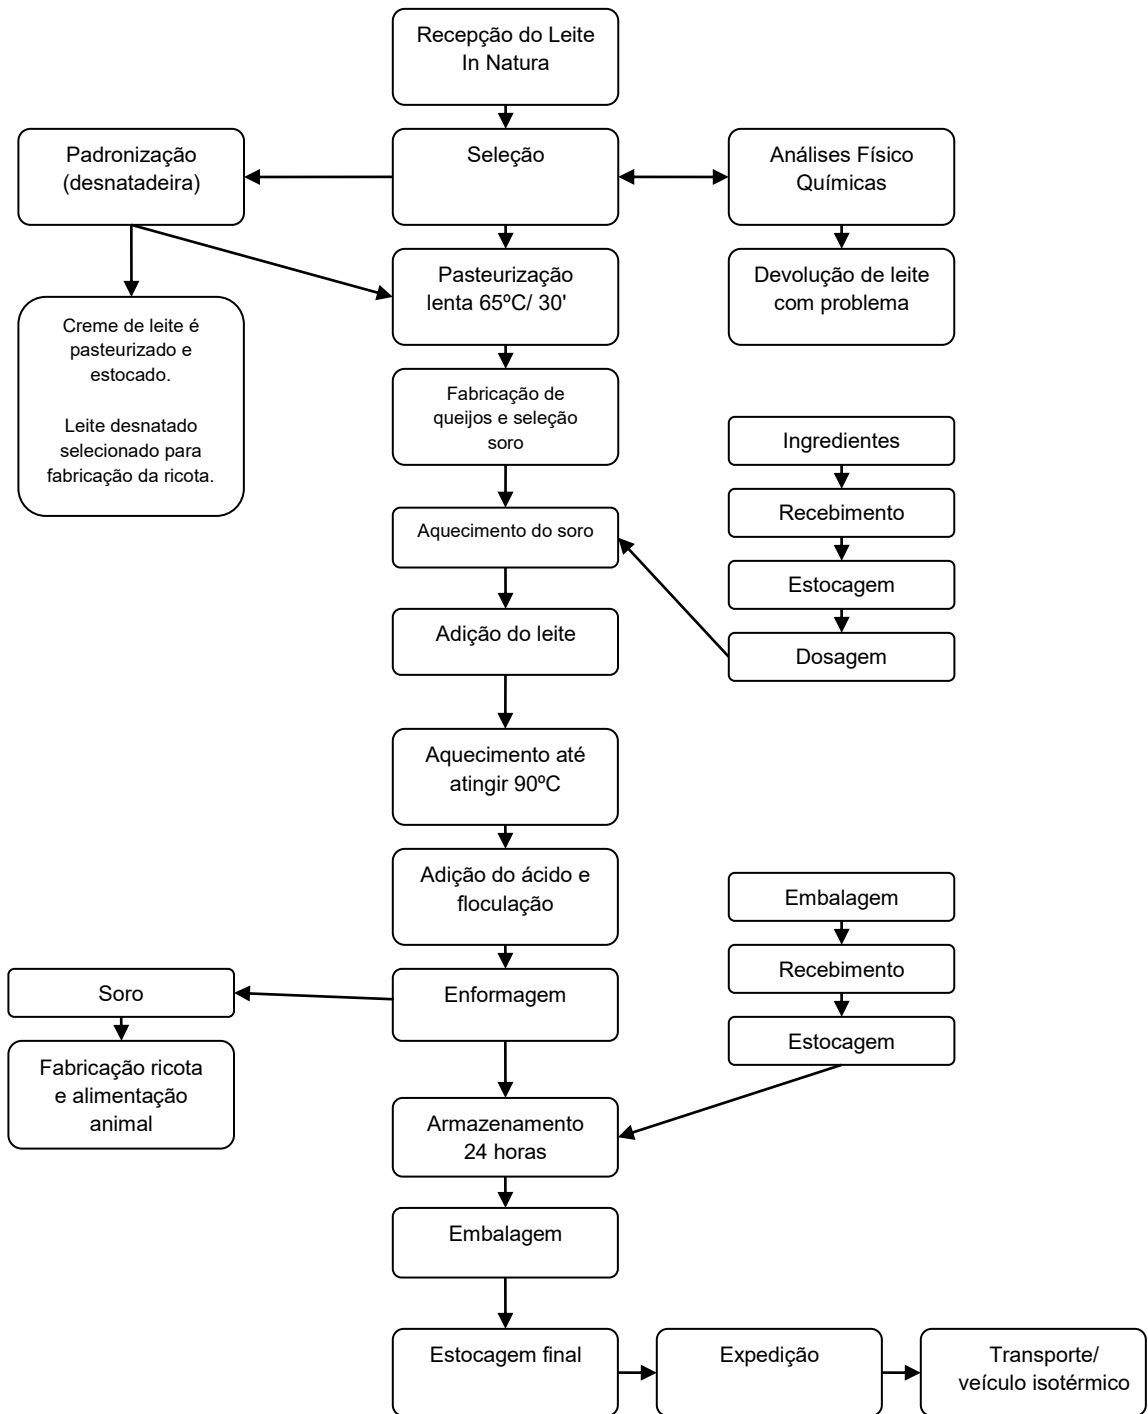 Recepção do Leite
In Natura
Padronização
(desnatadeira)
Seleção
Análises Físico
Químicas
Pasteurização
lenta 65ºC/ 30'
Devolução de leite
com problema
Creme de leite é
pasteurizado e
estocado.
Leite desnatado
selecionado para
fabricação da ricota.
Fabricação de
queijos e seleção
soro
Ingredientes
Recebimento
Estocagem
Dosagem
Aquecimento do soro
Adição do leite
Aquecimento até
atingir 90ºC
Adição do ácido e
floculação
Embalagem
Recebimento
Estocagem
Enformagem
Soro
Fabricação ricota
e alimentação
animal
Armazenamento
24 horas
Embalagem
Estocagem final
Expedição
Transporte/
veículo isotérmico